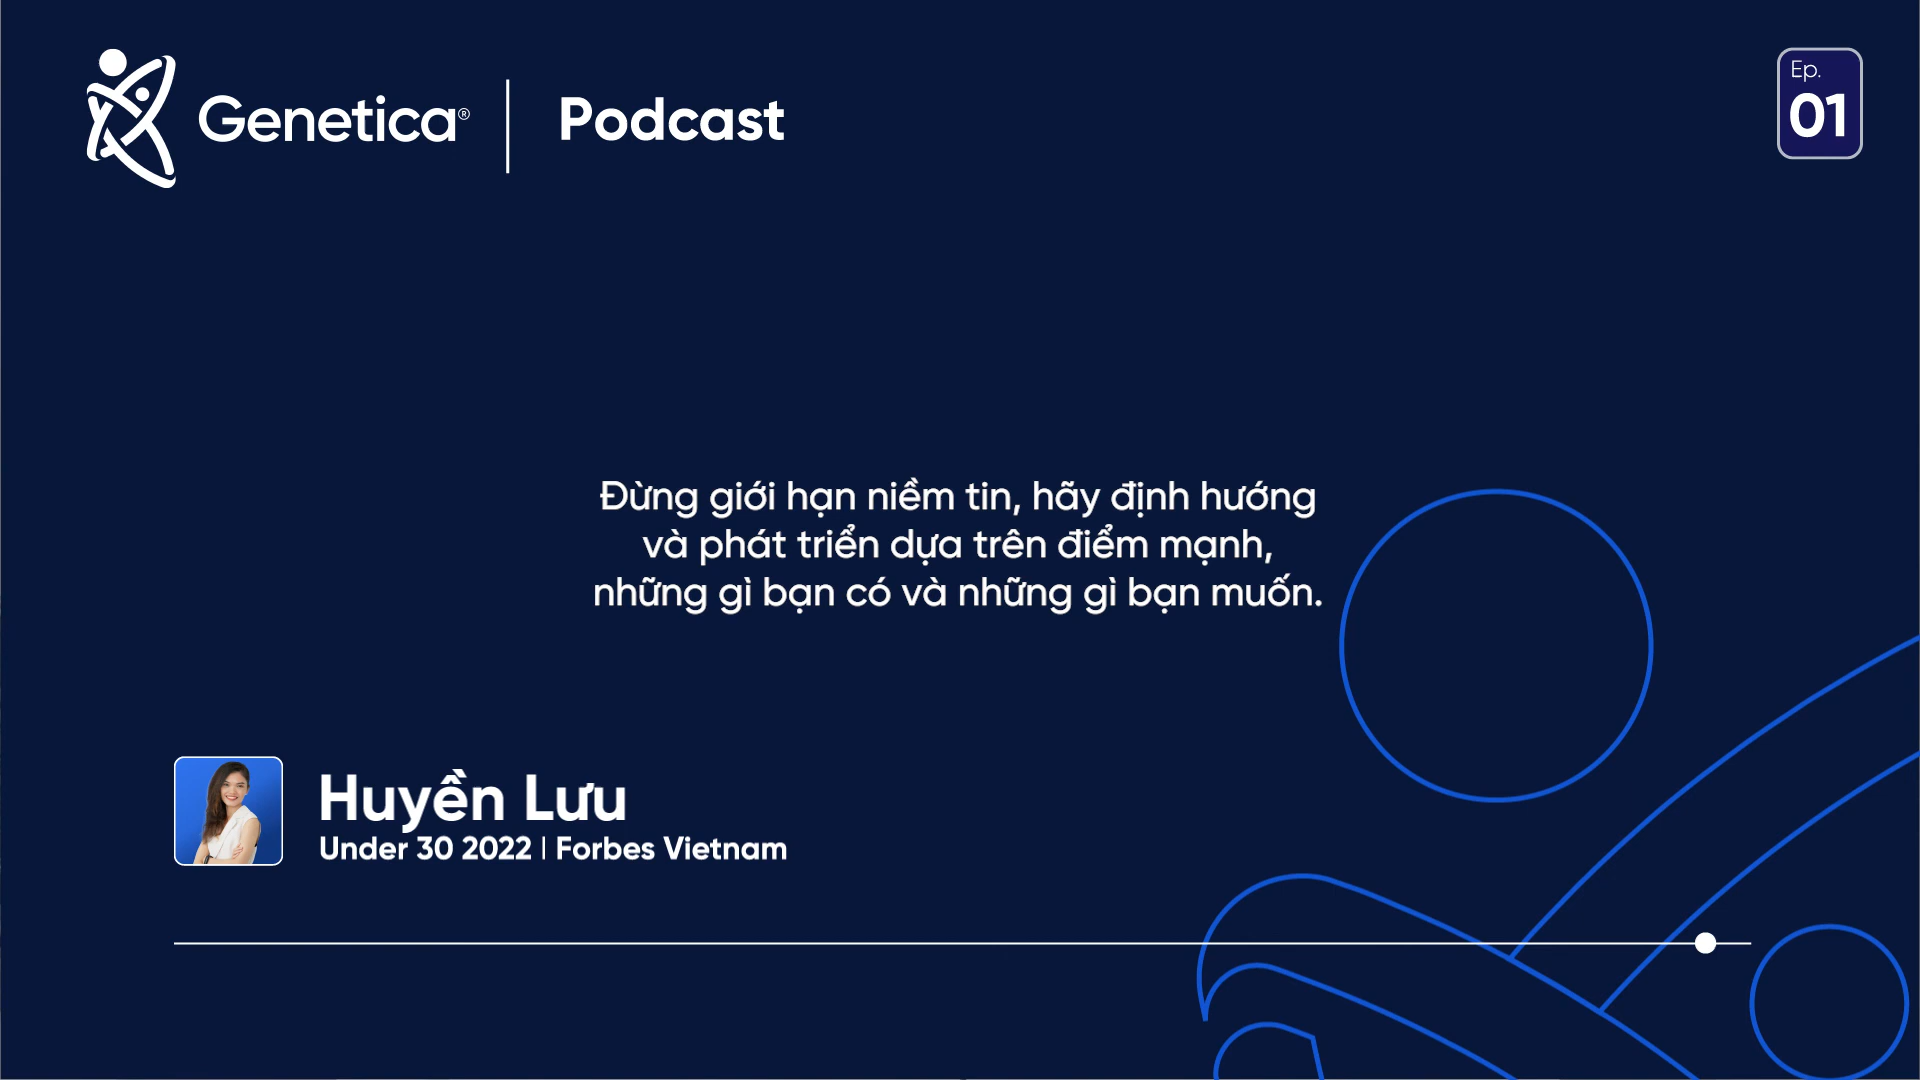 Genetica®
Podcast
Ep.
01
Đừng giới hạn niềm tin, hãy định hướng
và phát triển dựa trên điểm mạnh,
những gì bạn có và những gì bạn muốn.
Huyền Lưu
Under 30 2022 | Forbes Vietnam